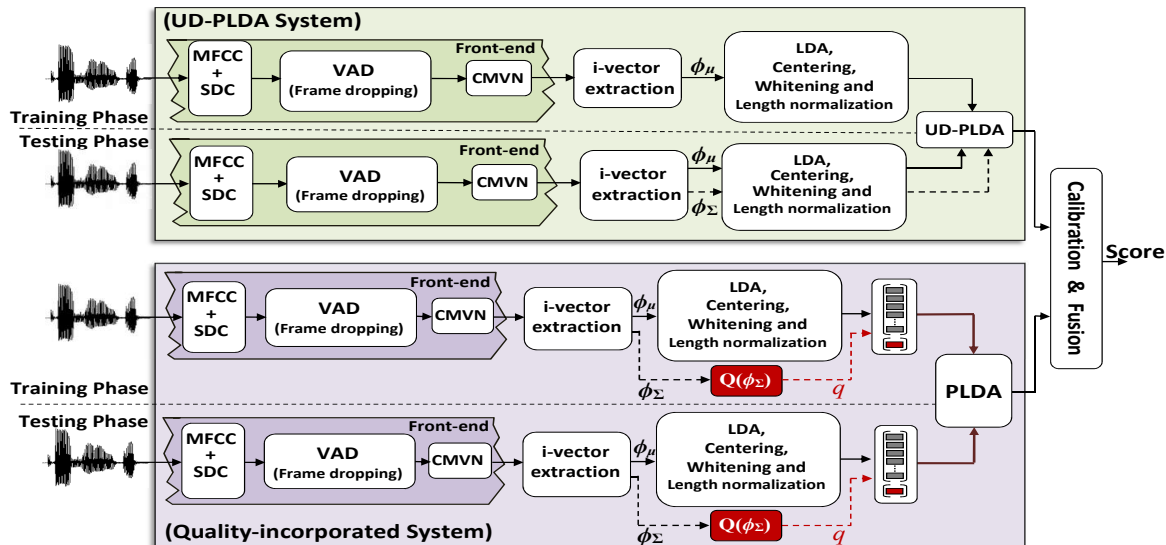 (UD-PLDA System)
Front-end
MFCC
+
SDC
VAD
(Frame dropping)
CMVN
i-vector
extraction
ϕμ
LDA,
Centering,
Whitening and
Length normalization
Training Phase
Testing Phase
UD-PLDA
Front-end
MFCC
+
SDC
VAD
(Frame dropping)
CMVN
i-vector
extraction
ϕμ
ϕΣ
LDA,
Centering,
Whitening and
Length normalization
Calibration & Fusion
Score
Front-end
MFCC
+
SDC
VAD
(Frame dropping)
CMVN
i-vector
extraction
ϕμ
LDA,
Centering,
Whitening and
Length normalization
ϕΣ
Q(ϕΣ)
q
Training Phase
Testing Phase
PLDA
Front-end
MFCC
+
SDC
VAD
(Frame dropping)
CMVN
i-vector
extraction
ϕμ
LDA,
Centering,
Whitening and
Length normalization
ϕΣ
Q(ϕΣ)
q
(Quality-incorporated System)